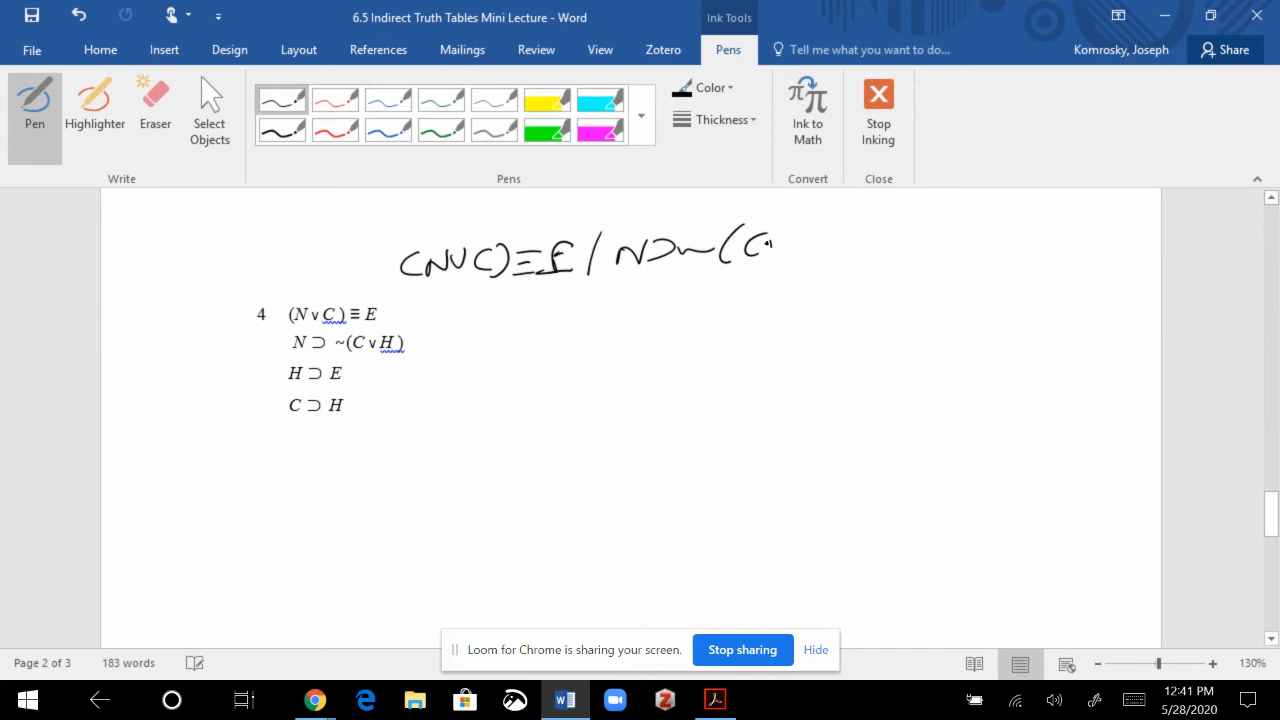 6.5 Indirect Truth Tables Mini Lecture - Word
Ink Tools
File Home Insert Design Layout References Mailings Review View Zotero Pens Tell me what you want to do... Komrosky, Joseph Share
Pen Highlighter Eraser Select Objects Color Thickness Ink to Math Stop Inking
Write Pens Convert Close
(N∨C)≡E / N⊃~(C
4 (N v C ) ≡ E
N ⊃ ~(C v H )
H ⊃ E
C ⊃ H
Loom for Chrome is sharing your screen. Stop sharing Hide
Page 2 of 3 183 words 130%
12:41 PM
5/28/2020